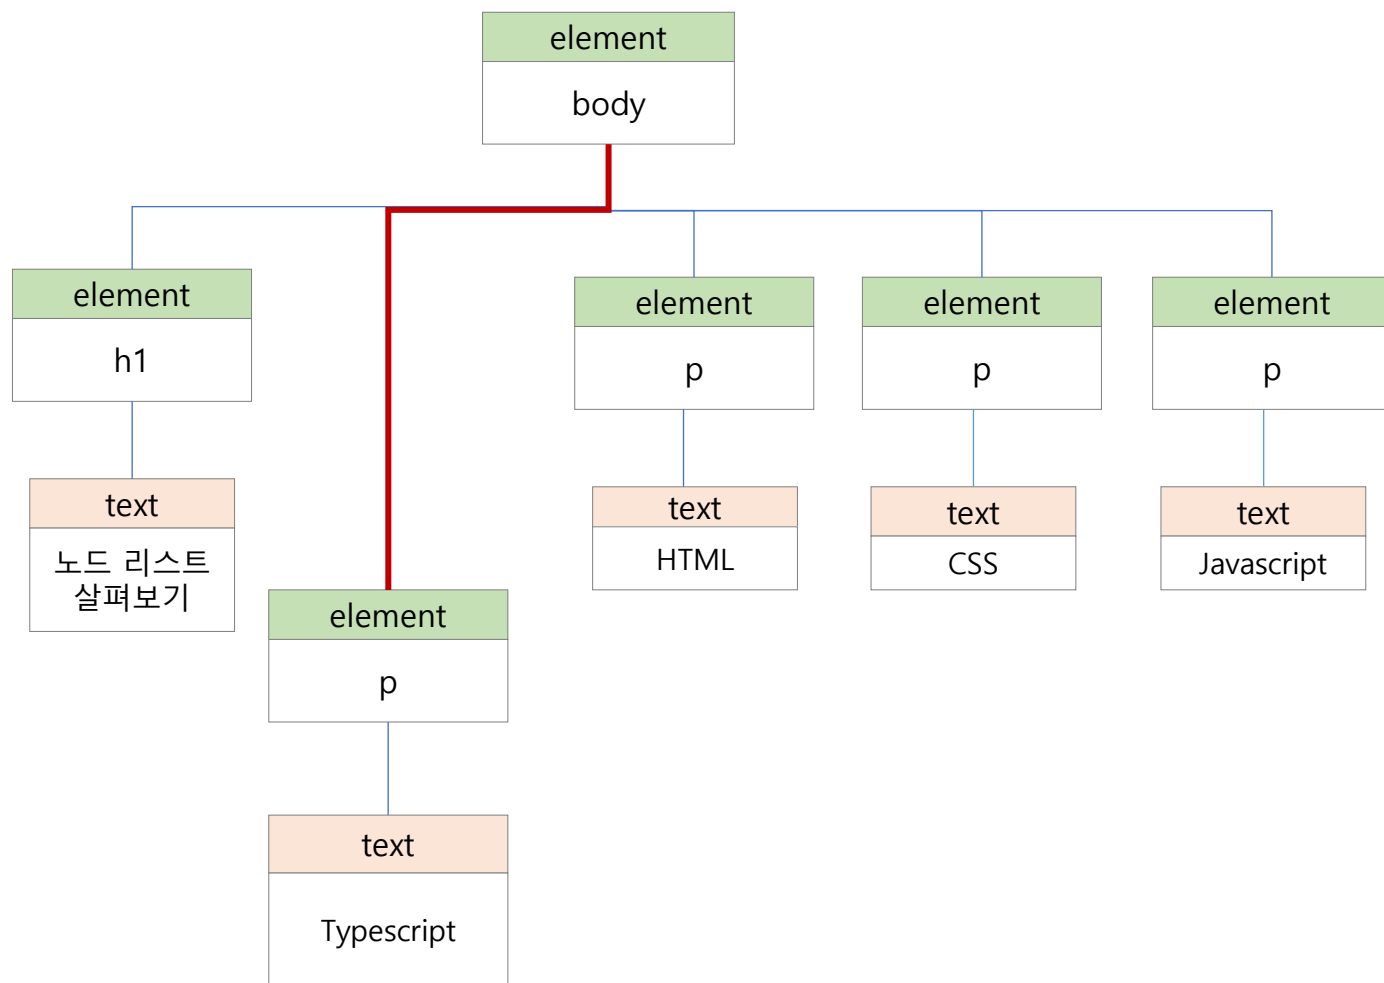 element
body
element
h1
element
p
element
p
element
p
text
노드 리스트
살펴보기
text
HTML
text
CSS
text
Javascript
element
p
text
Typescript